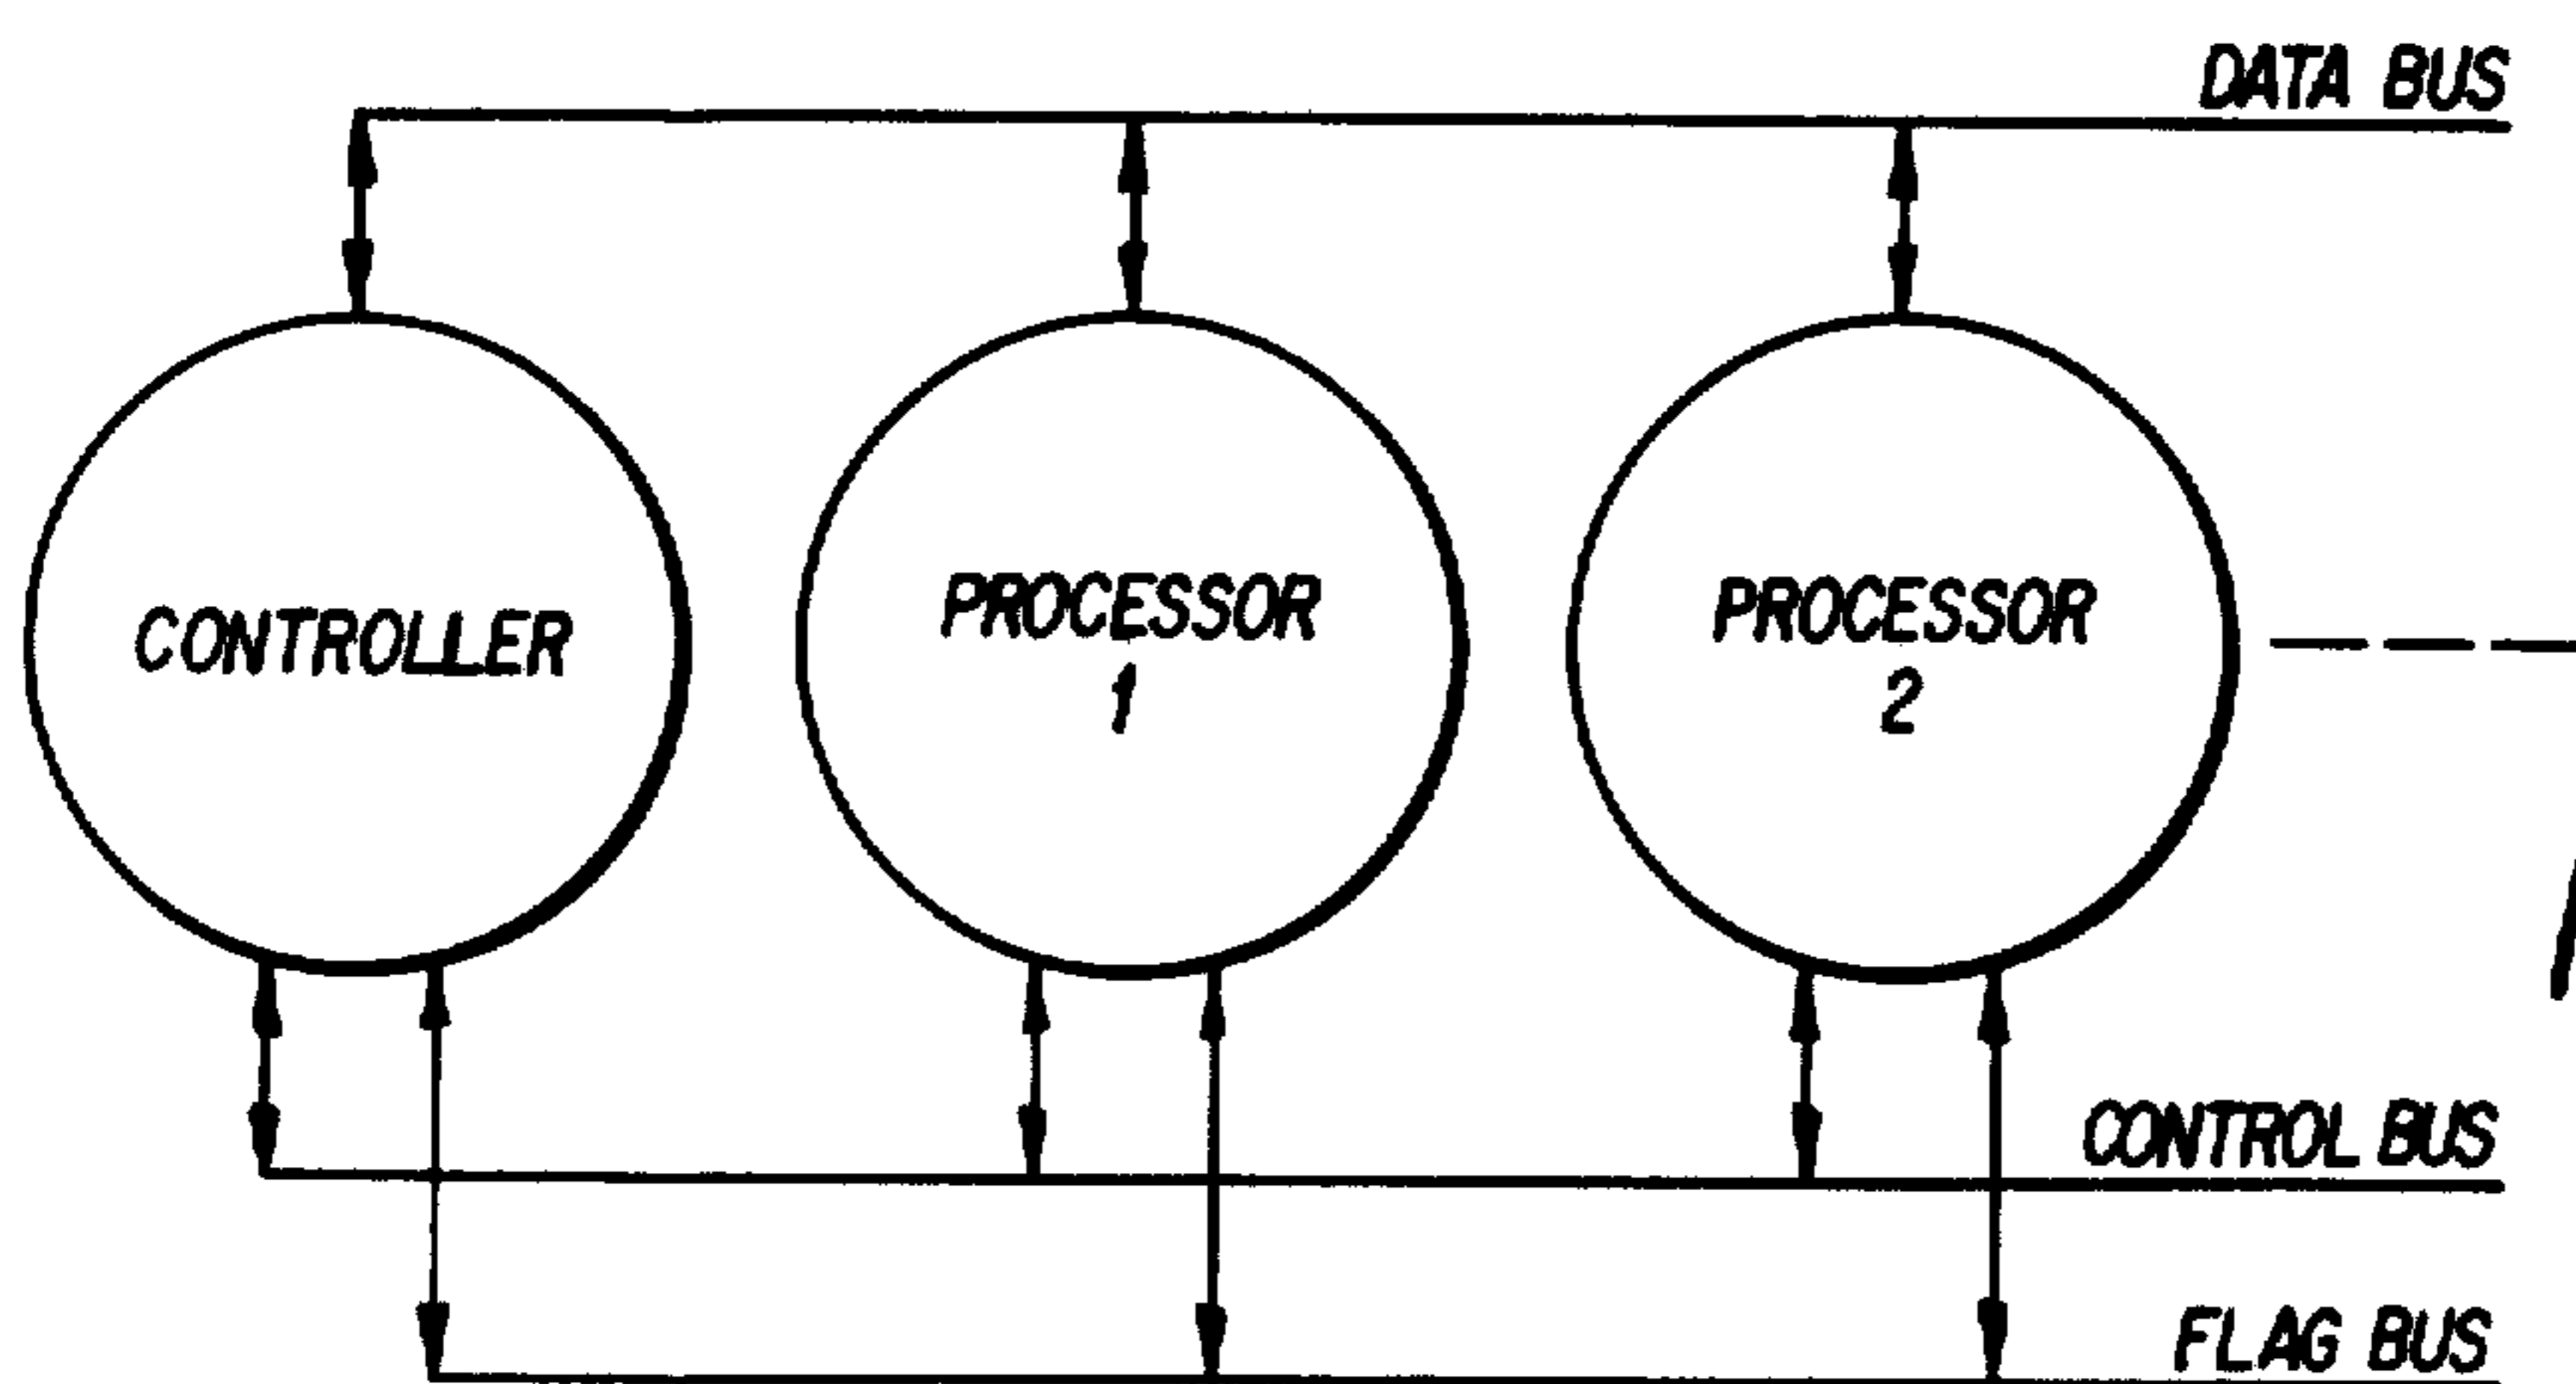 DATA BUS
CONTROLLER
PROCESSOR
1
PROCESSOR
2
CONTROL BUS
FLAG BUS